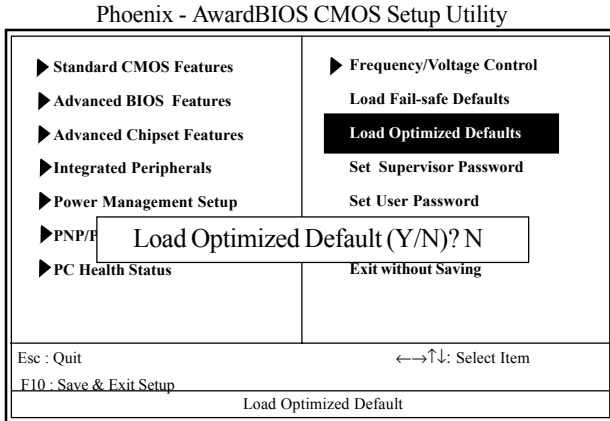 Phoenix - AwardBIOS CMOS Setup Utility
Standard CMOS Features
Advanced BIOS Features
Advanced Chipset Features
Integrated Peripherals
Power Management Setup
PNP/P
PC Health Status
Frequency/Voltage Control
Load Fail-safe Defaults
Load Optimized Defaults
Set Supervisor Password
Set User Password
Exit without Saving
Load Optimized Default (Y/N)? N
Esc : Quit
F10 : Save & Exit Setup
←→↑↓: Select Item
Load Optimized Default